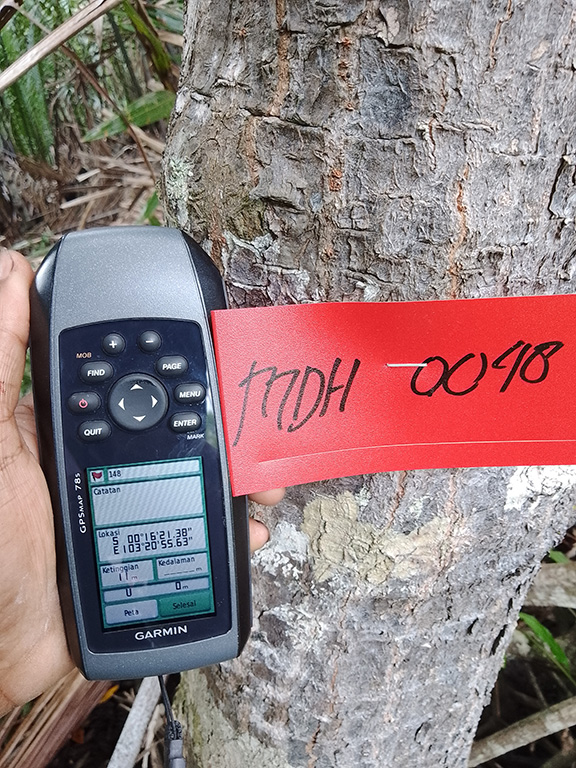 MDH - 0048
MOB
FIND
PAGE
MENU
QUIT
ENTER
MARK
GPSMAP 78s
148
Catatan
Lokasi
S 00°16'21.38"
E 103°20'55.63"
Ketinggian Kedalaman
11 m m
0 0 m
Peta Selesai
GARMIN